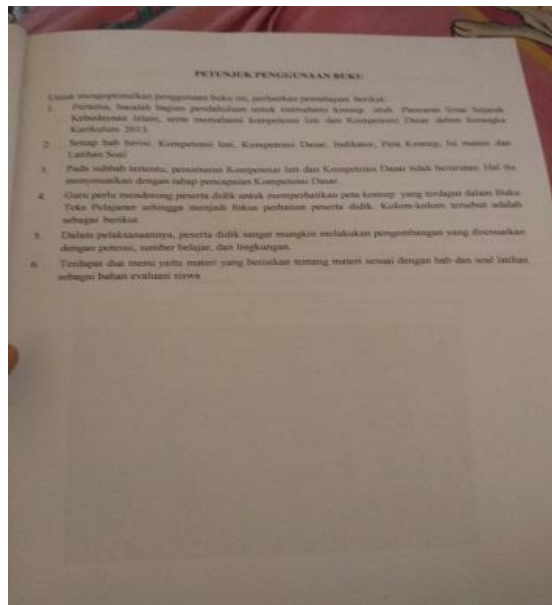 PETUNJUK PENGGUNAAN BUKU
Untuk mengoptimalkan penggunaan buku ini, perhatikan pentahapan berikut.
1. Pertama, bacalah bagian pendahuluan untuk memahami konsep utuh Sejarah
Kebudayaan Islam, serta memahami Kompetensi Inti dan Kompetensi Dasar dalam kerangka
Kurikulum 2013.
2. Setiap bab berisi: Kompetensi Inti, Kompetensi Dasar, Indikator, Peta Konsep, Isi materi dan
Latihan Soal
3. Pada subbab tertentu, penomoran Kompetensi Inti dan Kompetensi Dasar tidak berurutan. Hal itu
menyesuaikan dengan tahap pencapaian Kompetensi Dasar.
4. Guru perlu mendorong peserta didik untuk memperhatikan peta konsep yang terdapat dalam Buku
Teks Pelajaran sehingga menjadi fokus perhatian peserta didik. Kolom-kolom tersebut adalah
sebagai berikut.
5. Dalam pelaksanaannya, peserta didik sangat mungkin melakukan pengembangan yang disesuaikan
dengan potensi, sumber belajar, dan lingkungan.
6. Terdapat dua menu yaitu materi yang berisikan tentang materi sesuai dengan bab dan soal latihan
sebagai bahan evaluasi siswa